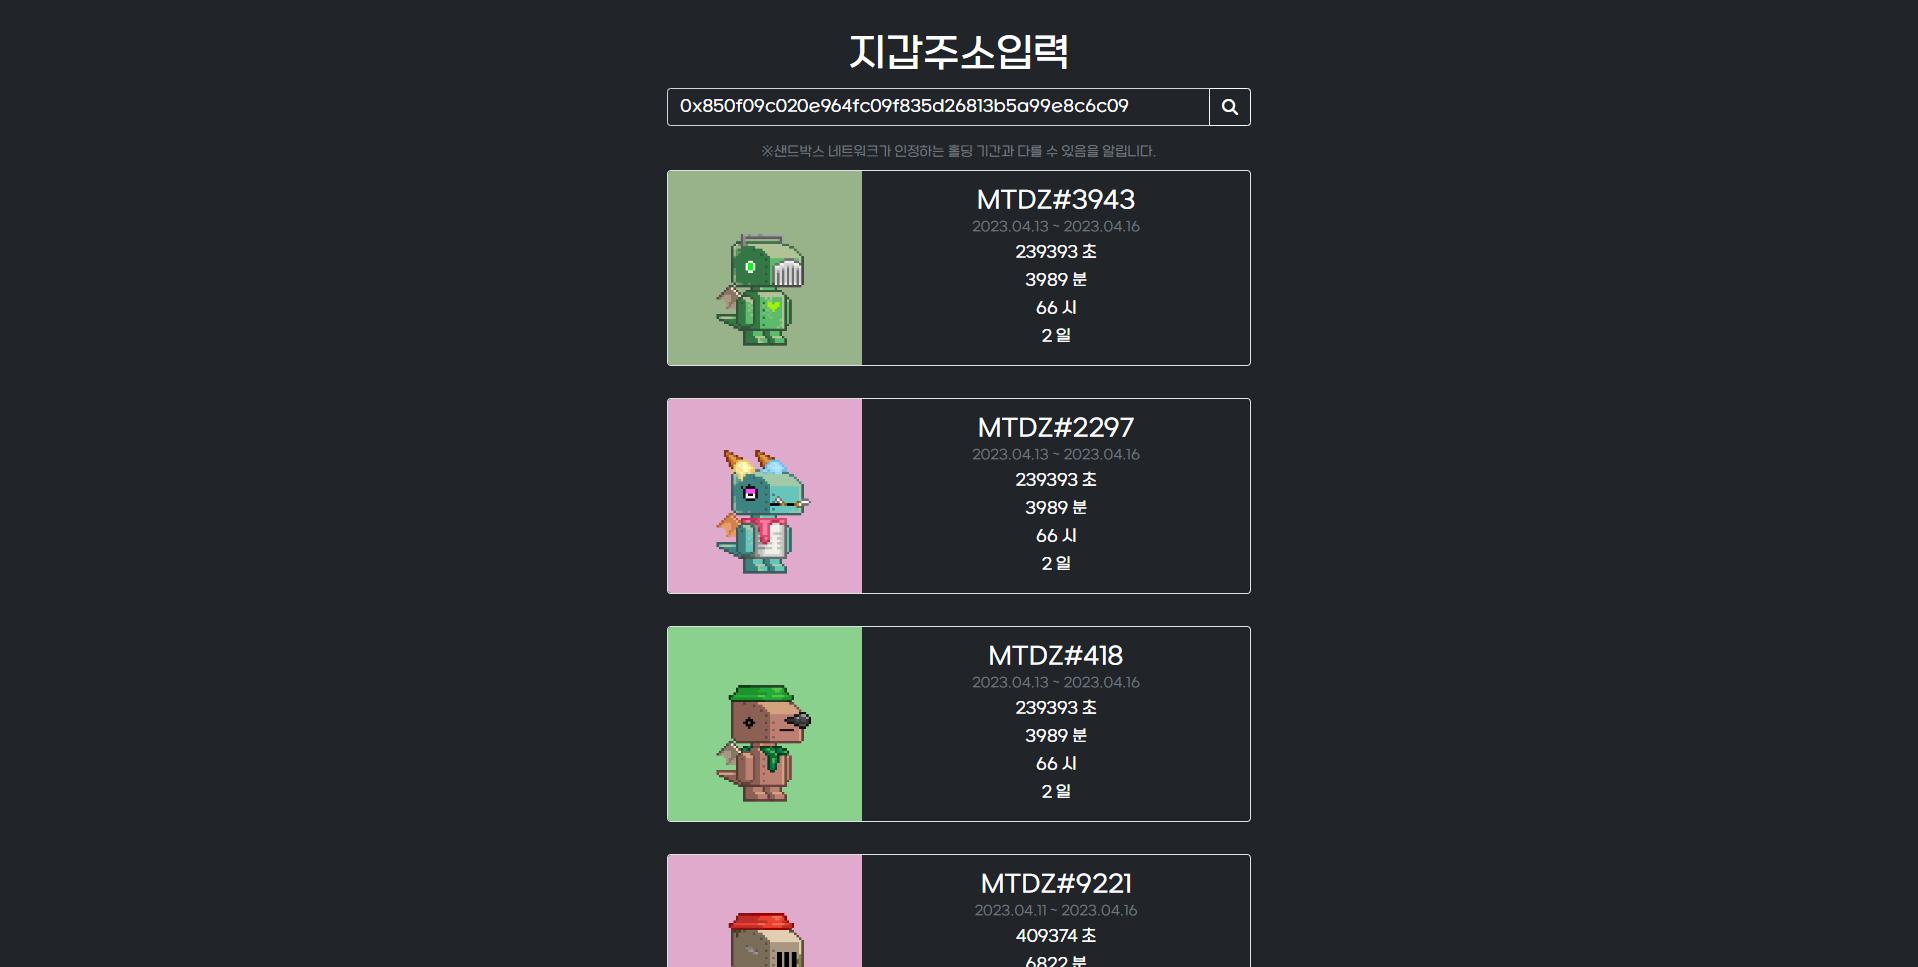 지갑주소입력
0x850f09c020e964fc09f835d26813b5a99e8c6c09
※샌드박스 네트워크가 인정하는 홀딩 기간과 다를 수 있음을 알립니다.
MTDZ#3943
2023.04.13 ~ 2023.04.16
239393 초
3989 분
66 시
2 일
MTDZ#2297
2023.04.13 ~ 2023.04.16
239393 초
3989 분
66 시
2 일
MTDZ#418
2023.04.13 ~ 2023.04.16
239393 초
3989 분
66 시
2 일
MTDZ#9221
2023.04.11 ~ 2023.04.16
409374 초
6822 분